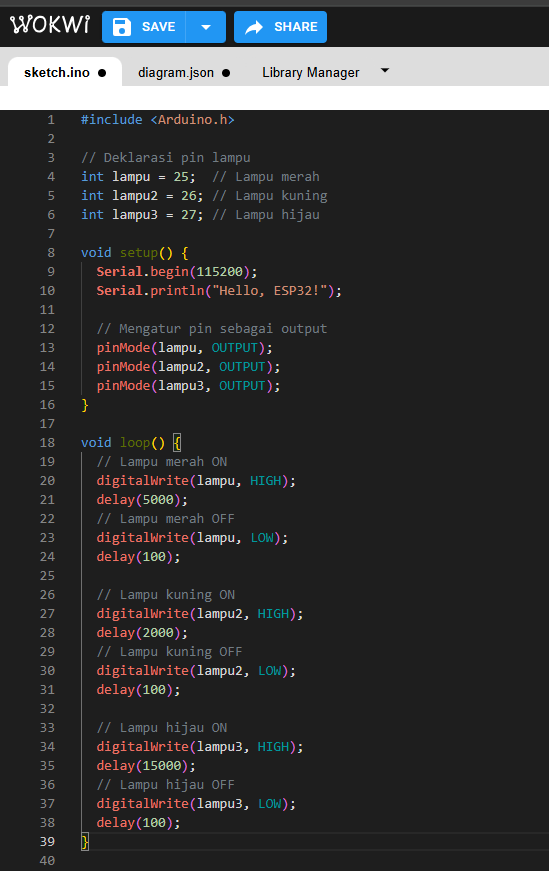 WOKWI SAVE SHARE
sketch.ino ● diagram.json ● Library Manager
1 #include <Arduino.h>
2
3 // Deklarasi pin lampu
4 int lampu = 25;  // Lampu merah
5 int lampu2 = 26; // Lampu kuning
6 int lampu3 = 27; // Lampu hijau
7
8 void setup() {
9   Serial.begin(115200);
10   Serial.println("Hello, ESP32!");
11
12   // Mengatur pin sebagai output
13   pinMode(lampu, OUTPUT);
14   pinMode(lampu2, OUTPUT);
15   pinMode(lampu3, OUTPUT);
16 }
17
18 void loop() {
19   // Lampu merah ON
20   digitalWrite(lampu, HIGH);
21   delay(5000);
22   // Lampu merah OFF
23   digitalWrite(lampu, LOW);
24   delay(100);
25
26   // Lampu kuning ON
27   digitalWrite(lampu2, HIGH);
28   delay(2000);
29   // Lampu kuning OFF
30   digitalWrite(lampu2, LOW);
31   delay(100);
32
33   // Lampu hijau ON
34   digitalWrite(lampu3, HIGH);
35   delay(15000);
36   // Lampu hijau OFF
37   digitalWrite(lampu3, LOW);
38   delay(100);
39 }
40